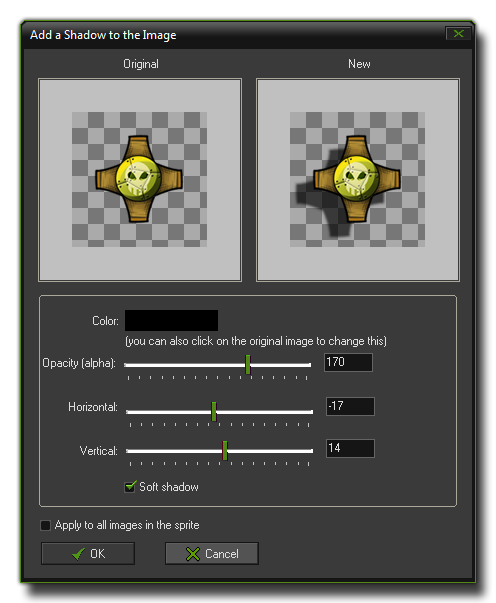 Add a Shadow to the Image
Original New
Color:
(you can also click on the original image to change this)
Opacity (alpha): 170
Horizontal: -17
Vertical: 14
Soft shadow
Apply to all images in the sprite
OK Cancel